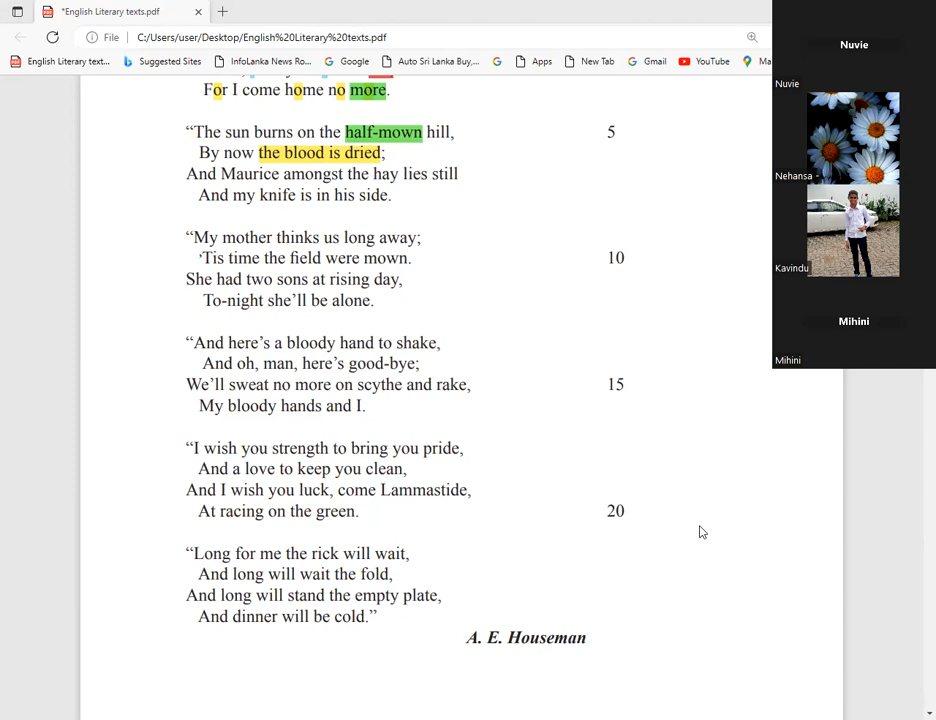 *English Literary texts.pdf
File
C:/Users/user/Desktop/English%20Literary%20texts.pdf
English Literary text...
Suggested Sites
InfoLanka News Ro...
Google
Auto Sri Lanka Buy,...
Apps
New Tab
Gmail
YouTube
Ma
For I come home no more.
“The sun burns on the half-mown hill, 5
By now the blood is dried;
And Maurice amongst the hay lies still
And my knife is in his side.
“My mother thinks us long away;
’Tis time the field were mown. 10
She had two sons at rising day,
To-night she’ll be alone.
“And here’s a bloody hand to shake,
And oh, man, here’s good-bye;
We’ll sweat no more on scythe and rake, 15
My bloody hands and I.
“I wish you strength to bring you pride,
And a love to keep you clean,
And I wish you luck, come Lammastide,
At racing on the green. 20
“Long for me the rick will wait,
And long will wait the fold,
And long will stand the empty plate,
And dinner will be cold.”
A. E. Houseman
Nuvie
Nuvie
Nehansa -
Kavindu
Mihini
Mihini